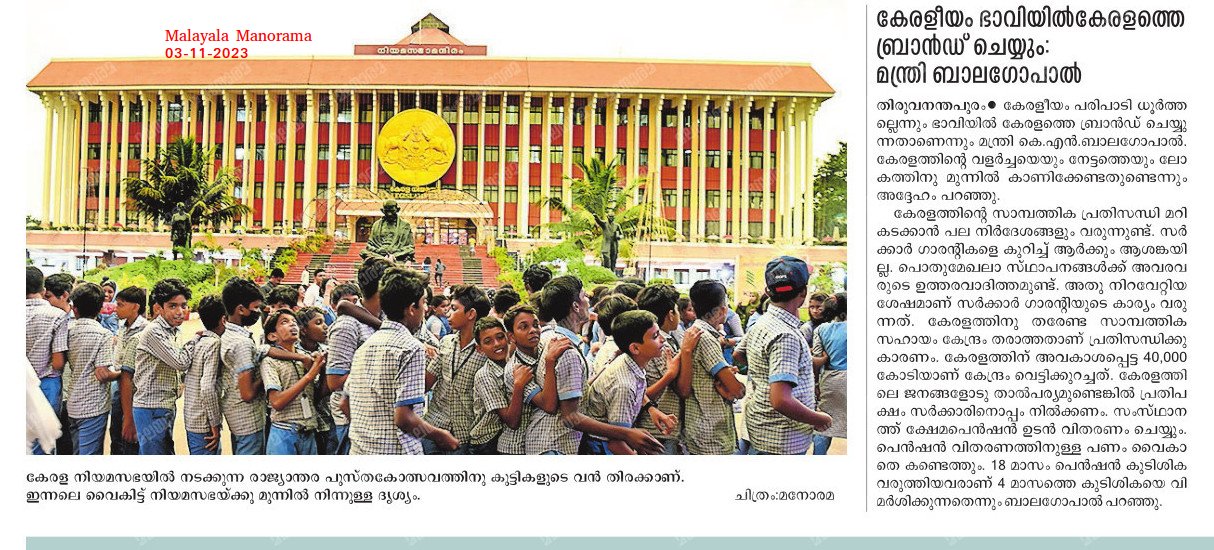 Malayala Manorama
03-11-2023
നിയമസഭാമന്ദിരം
കേരള നിയമസഭയിൽ നടക്കുന്ന രാജ്യാന്തര പുസ്തകോത്സവത്തിനു കുട്ടികളുടെ വൻ തിരക്കാണ്.
ഇന്നലെ വൈകിട്ട് നിയമസഭയ്ക്കു മുന്നിൽ നിന്നുള്ള ദൃശ്യം.
ചിത്രം:മനോരമ
കേരളീയം ഭാവിയിൽകേരളത്തെ
ബ്രാൻഡ് ചെയ്യും:
മന്ത്രി ബാലഗോപാൽ
തിരുവനന്തപുരം● കേരളീയം പരിപാടി ധൂർത്ത
ല്ലെന്നും ഭാവിയിൽ കേരളത്തെ ബ്രാൻഡ് ചെയ്യു
ന്നതാണെന്നും മന്ത്രി കെ.എൻ.ബാലഗോപാൽ.
കേരളത്തിന്റെ വളർച്ചയെയും നേട്ടത്തെയും ലോ
കത്തിനു മുന്നിൽ കാണിക്കേണ്ടതുണ്ടെന്നും
അദ്ദേഹം പറഞ്ഞു.
കേരളത്തിന്റെ സാമ്പത്തിക പ്രതിസന്ധി മറി
കടക്കാൻ പല നിർദേശങ്ങളും വരുന്നുണ്ട്. സർ
ക്കാർ ഗാരന്റികളെ കുറിച്ച് ആർക്കും ആശങ്കയി
ല്ല. പൊതുമേഖലാ സ്ഥാപനങ്ങൾക്ക് അവരവ
രുടെ ഉത്തരവാദിത്തമുണ്ട്. അതു നിറവേറ്റിയ
ശേഷമാണ് സർക്കാർ ഗാരന്റിയുടെ കാര്യം വരു
ന്നത്. കേരളത്തിനു തരേണ്ട സാമ്പത്തിക
സഹായം കേന്ദ്രം തരാത്തതാണ് പ്രതിസന്ധിക്കു
കാരണം. കേരളത്തിന് അവകാശപ്പെട്ട 40,000
കോടിയാണ് കേന്ദ്രം വെട്ടിക്കുറച്ചത്. കേരളത്തി
ലെ ജനങ്ങളോടു താൽപര്യമുണ്ടെങ്കിൽ പ്രതിപ
ക്ഷം സർക്കാരിനൊപ്പം നിൽക്കണം. സംസ്ഥാന
ത്ത് ക്ഷേമപെൻഷൻ ഉടൻ വിതരണം ചെയ്യും.
പെൻഷൻ വിതരണത്തിനുള്ള പണം വൈകാ
തെ കണ്ടെത്തും. 18 മാസം പെൻഷൻ കുടിശിക
വരുത്തിയവരാണ് 4 മാസത്തെ കുടിശികയെ വി
മർശിക്കുന്നതെന്നും ബാലഗോപാൽ പറഞ്ഞു.